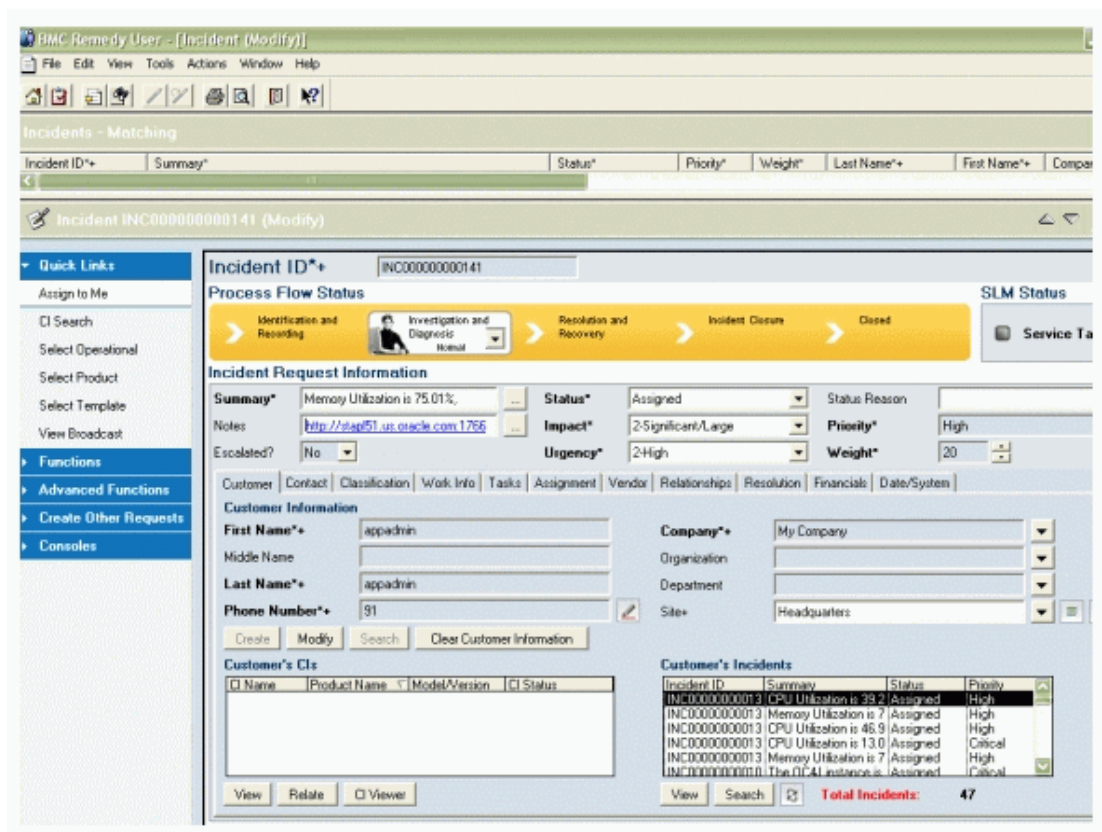 BMC Remedy User - [Incident (Modify)]
File Edit View Tools Actions Window Help
Incidents - Matching
Incident ID*+ Summary* Status* Priority* Weight* Last Name*+ First Name*+ Compar
Incident INC000000000141 (Modify)
Quick Links
Assign to Me
CI Search
Select Operational
Select Product
Select Template
View Broadcast
Functions
Advanced Functions
Create Other Requests
Consoles
Incident ID*+ INC000000000141
Process Flow Status SLM Status
Identification and Recording
Investigation and Diagnosis
Normal
Resolution and Recovery
Incident Closure
Closed
Service Ta
Incident Request Information
Summary* Memory Utilization is 75.01%, ... Status* Assigned Status Reason
Notes http://stapl51.us.oracle.com:1766 ... Impact* 2-Significant/Large Priority* High
Escalated? No Urgency* 2-High Weight* 20
Customer Contact Classification Work Info Tasks Assignment Vendor Relationships Resolution Financials Date/System
Customer Information
First Name*+ appadmin Company*+ My Company
Middle Name Organization
Last Name*+ appadmin Department
Phone Number*+ 91 Site+ Headquarters
Create Modify Search Clear Customer Information
Customer's CIs Customer's Incidents
CI Name Product Name Model/Version CI Status
Incident ID Summary Status Priority
INC00000000013 CPU Utilization is 39.2 Assigned High
INC00000000013 Memory Utilization is 7 Assigned High
INC00000000013 CPU Utilization is 46.9 Assigned High
INC00000000013 CPU Utilization is 13.0 Assigned Critical
INC00000000013 Memory Utilization is 7 Assigned High
INC00000000010 The OC4J instance is Assigned Critical
View Relate CI Viewer View Search Total Incidents: 47